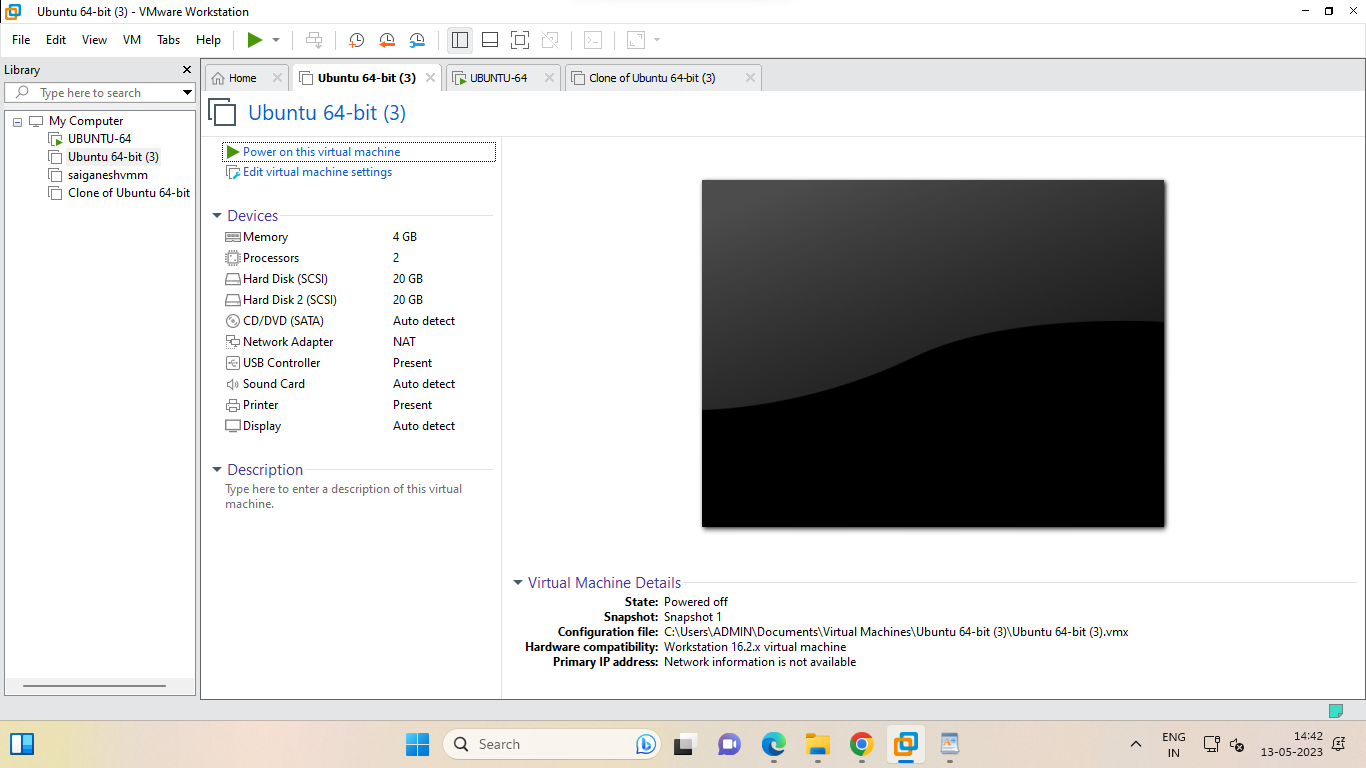 Ubuntu 64-bit (3) - VMware Workstation
File Edit View VM Tabs Help
Library
Type here to search
My Computer
UBUNTU-64
Ubuntu 64-bit (3)
saiganeshvmm
Clone of Ubuntu 64-bit
Home Ubuntu 64-bit (3) UBUNTU-64 Clone of Ubuntu 64-bit (3)
Ubuntu 64-bit (3)
Power on this virtual machine
Edit virtual machine settings
Devices
Memory 4 GB
Processors 2
Hard Disk (SCSI) 20 GB
Hard Disk 2 (SCSI) 20 GB
CD/DVD (SATA) Auto detect
Network Adapter NAT
USB Controller Present
Sound Card Auto detect
Printer Present
Display Auto detect
Description
Type here to enter a description of this virtual
machine.
Virtual Machine Details
State: Powered off
Snapshot: Snapshot 1
Configuration file: C:\Users\ADMIN\Documents\Virtual Machines\Ubuntu 64-bit (3)\Ubuntu 64-bit (3).vmx
Hardware compatibility: Workstation 16.2.x virtual machine
Primary IP address: Network information is not available
Search
ENG
IN
14:42
13-05-2023